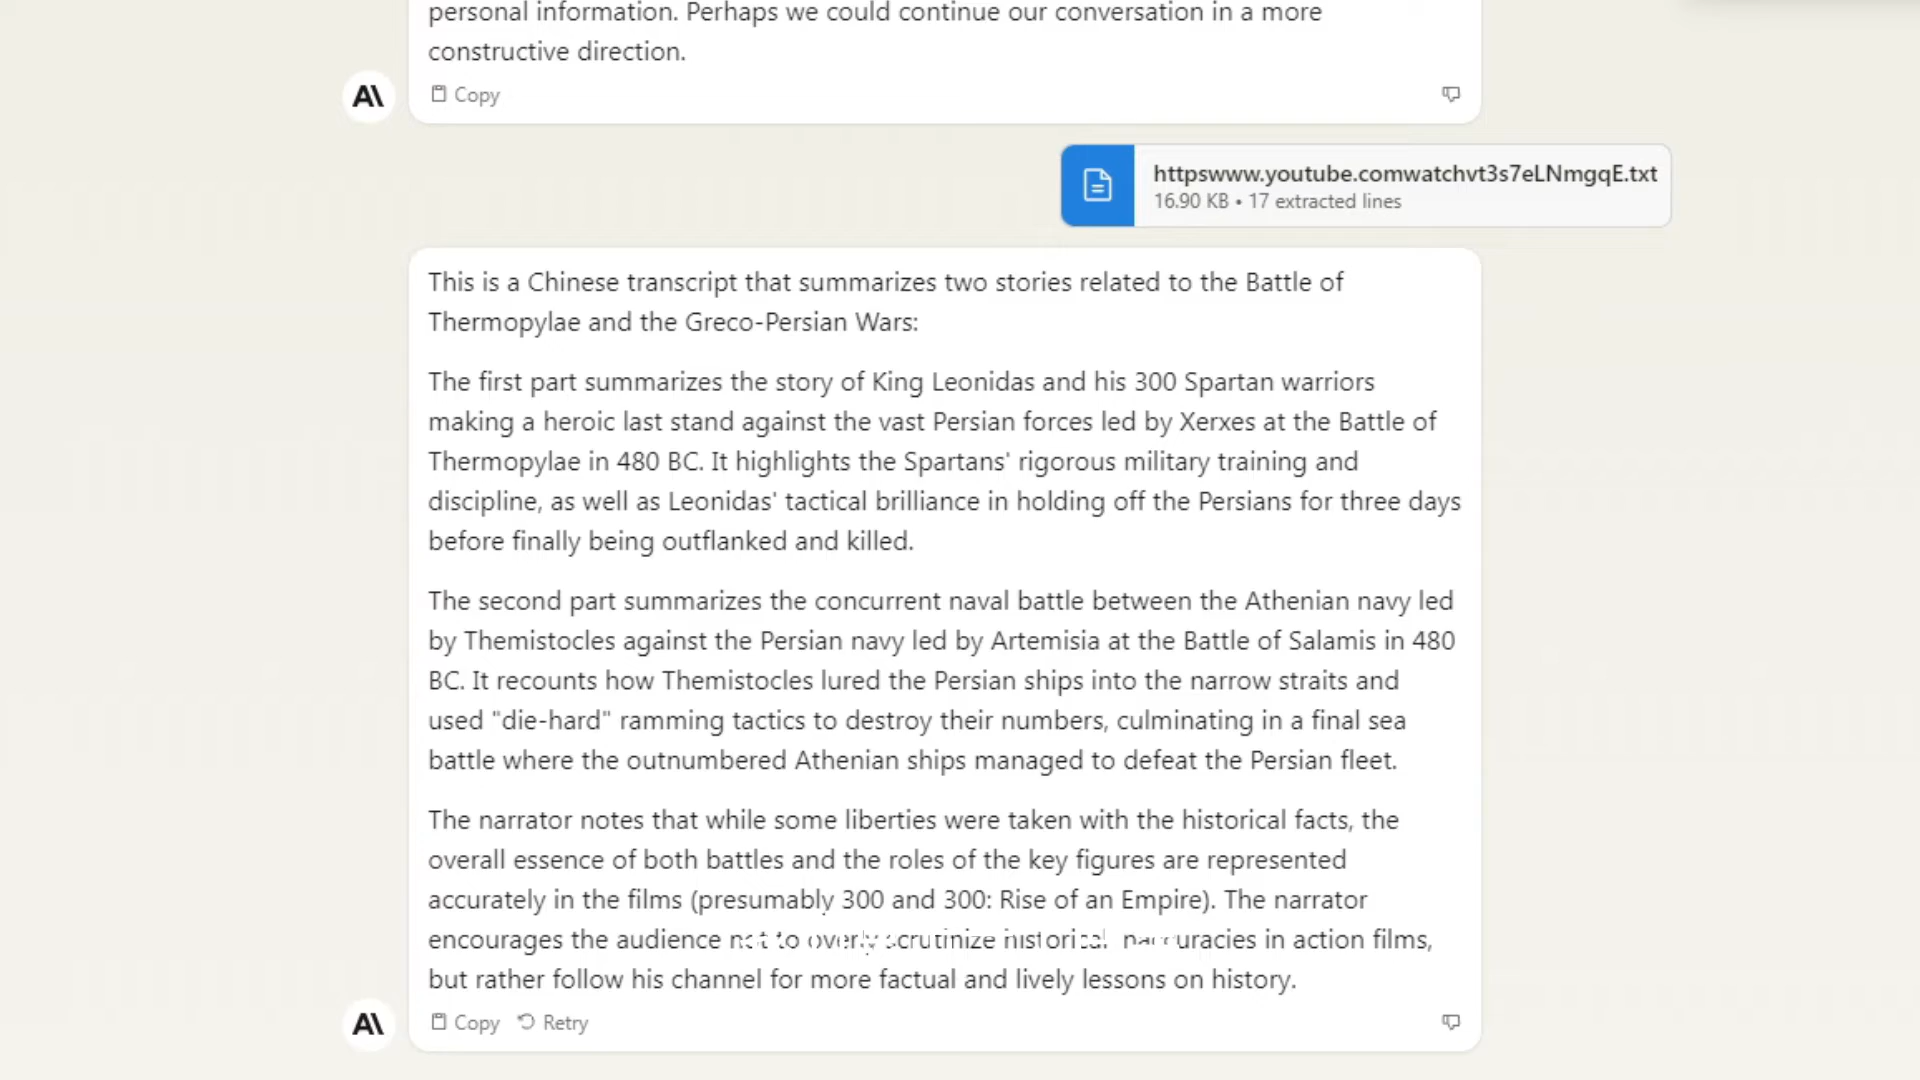 personal information. Perhaps we could continue our conversation in a more
constructive direction.
A\
Copy
httpswww.youtube.comwatchvt3s7eLNmgqE.txt
16.90 KB • 17 extracted lines
This is a Chinese transcript that summarizes two stories related to the Battle of
Thermopylae and the Greco-Persian Wars:
The first part summarizes the story of King Leonidas and his 300 Spartan warriors
making a heroic last stand against the vast Persian forces led by Xerxes at the Battle of
Thermopylae in 480 BC. It highlights the Spartans' rigorous military training and
discipline, as well as Leonidas' tactical brilliance in holding off the Persians for three days
before finally being outflanked and killed.
The second part summarizes the concurrent naval battle between the Athenian navy led
by Themistocles against the Persian navy led by Artemisia at the Battle of Salamis in 480
BC. It recounts how Themistocles lured the Persian ships into the narrow straits and
used "die-hard" ramming tactics to destroy their numbers, culminating in a final sea
battle where the outnumbered Athenian ships managed to defeat the Persian fleet.
The narrator notes that while some liberties were taken with the historical facts, the
overall essence of both battles and the roles of the key figures are represented
accurately in the films (presumably 300 and 300: Rise of an Empire). The narrator
encourages the audience not to overly scrutinize historical inaccuracies in action films,
but rather follow his channel for more factual and lively lessons on history.
A\
Copy Retry